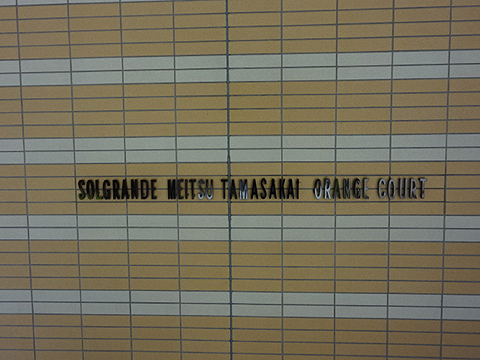 SOLGRANDE MEITSU TAMASAKAI ORANGE COURT